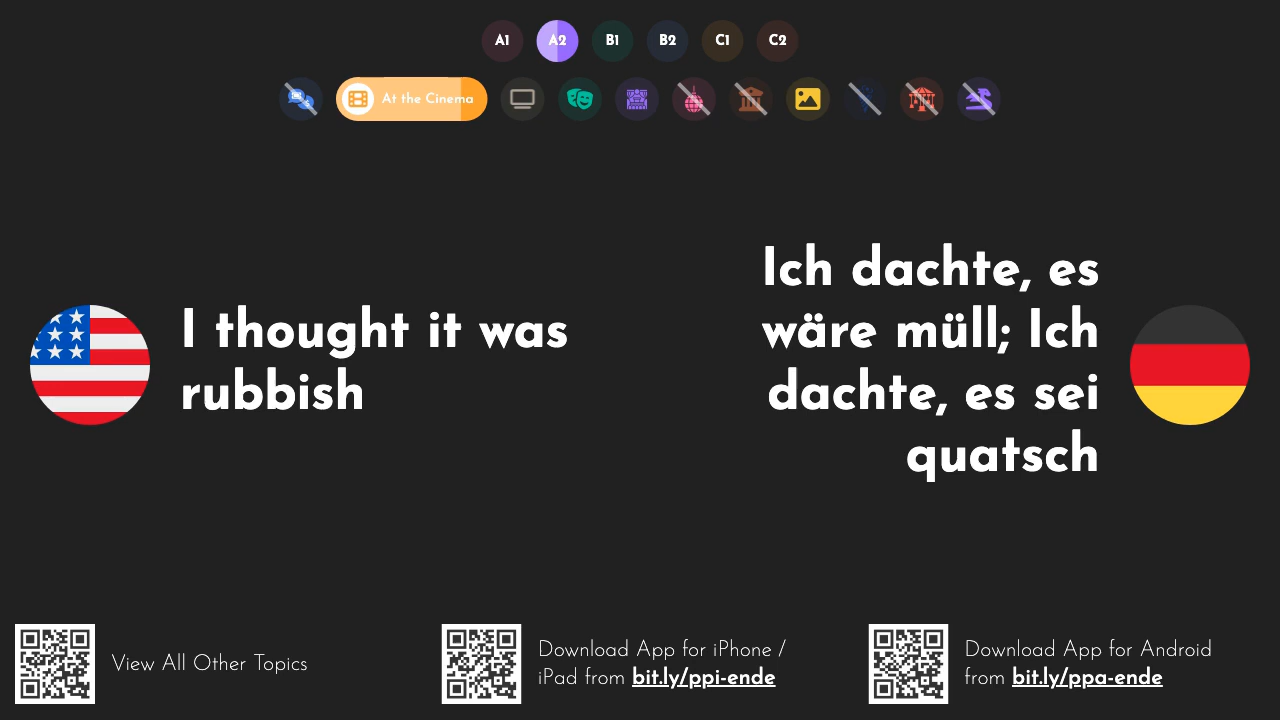 A1 A2 B1 B2 C1 C2
At the Cinema
I thought it was
rubbish
Ich dachte, es
wäre müll; Ich
dachte, es sei
quatsch
View All Other Topics
Download App for iPhone /
iPad from bit.ly/ppi-ende
Download App for Android
from bit.ly/ppa-ende